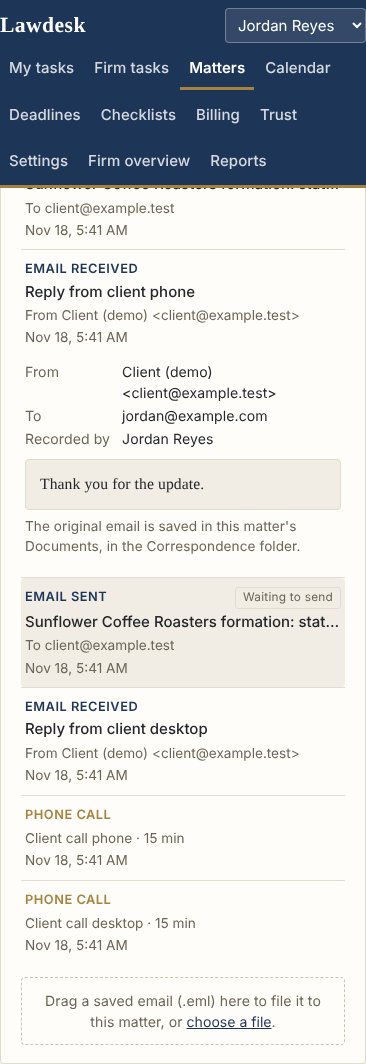 Lawdesk
Jordan Reyes
My tasks Firm tasks Matters Calendar
Deadlines Checklists Billing Trust
Settings Firm overview Reports
Sunflower Coffee Roasters formation: stat...
To client@example.test
Nov 18, 5:41 AM
EMAIL RECEIVED
Reply from client phone
From Client (demo) <client@example.test>
Nov 18, 5:41 AM
From Client (demo)
<client@example.test>
To jordan@example.com
Recorded by Jordan Reyes
Thank you for the update.
The original email is saved in this matter's
Documents, in the Correspondence folder.
EMAIL SENT Waiting to send
Sunflower Coffee Roasters formation: stat...
To client@example.test
Nov 18, 5:41 AM
EMAIL RECEIVED
Reply from client desktop
From Client (demo) <client@example.test>
Nov 18, 5:41 AM
PHONE CALL
Client call phone · 15 min
Nov 18, 5:41 AM
PHONE CALL
Client call desktop · 15 min
Nov 18, 5:41 AM
Drag a saved email (.eml) here to file it to
this matter, or choose a file.